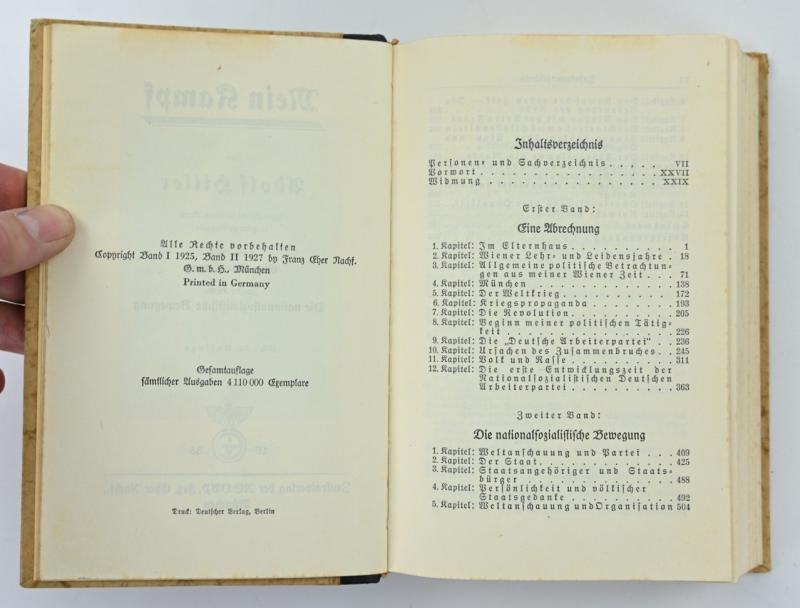 Alle Rechte vorbehalten
Copyright Band I 1925, Band II 1927 by Franz Eher Nachf.
G. m. b. H., München
Printed in Germany
Gesamtauflage
sämtlicher Ausgaben 4 110 000 Exemplare
Druck: Deutscher Verlag, Berlin
Inhaltsverzeichnis
Personen- und Sachverzeichnis . . . . . VII
Vorwort . . . . . . . . . . . . . . . . XXVII
Widmung . . . . . . . . . . . . . . . . XXIX
Erster Band:
Eine Abrechnung
1. Kapitel: Im Elternhaus . . . . . . . . . . 1
2. Kapitel: Wiener Lehr- und Leidensjahre . 18
3. Kapitel: Allgemeine politische Betrachtun-
gen aus meiner Wiener Zeit . . . 71
4. Kapitel: München . . . . . . . . . . . . 138
5. Kapitel: Der Weltkrieg . . . . . . . . . . 172
6. Kapitel: Kriegspropaganda . . . . . . . . 193
7. Kapitel: Die Revolution . . . . . . . . . 205
8. Kapitel: Beginn meiner politischen Tätig-
keit . . . . . . . . . . . . . . . 226
9. Kapitel: Die „Deutsche Arbeiterpartei“ . . 236
10. Kapitel: Ursachen des Zusammenbruches . . 245
11. Kapitel: Volk und Rasse . . . . . . . . . 311
12. Kapitel: Die erste Entwicklungszeit der
Nationalsozialistischen Deutschen
Arbeiterpartei . . . . . . . . . . 363
Zweiter Band:
Die nationalsozialistische Bewegung
1. Kapitel: Weltanschauung und Partei . . . 409
2. Kapitel: Der Staat . . . . . . . . . . . . 425
3. Kapitel: Staatsangehöriger und Staats-
bürger . . . . . . . . . . . . . 488
4. Kapitel: Persönlichkeit und völkischer
Staatsgedanke . . . . . . . . . . 492
5. Kapitel: Weltanschauung und Organisation 504